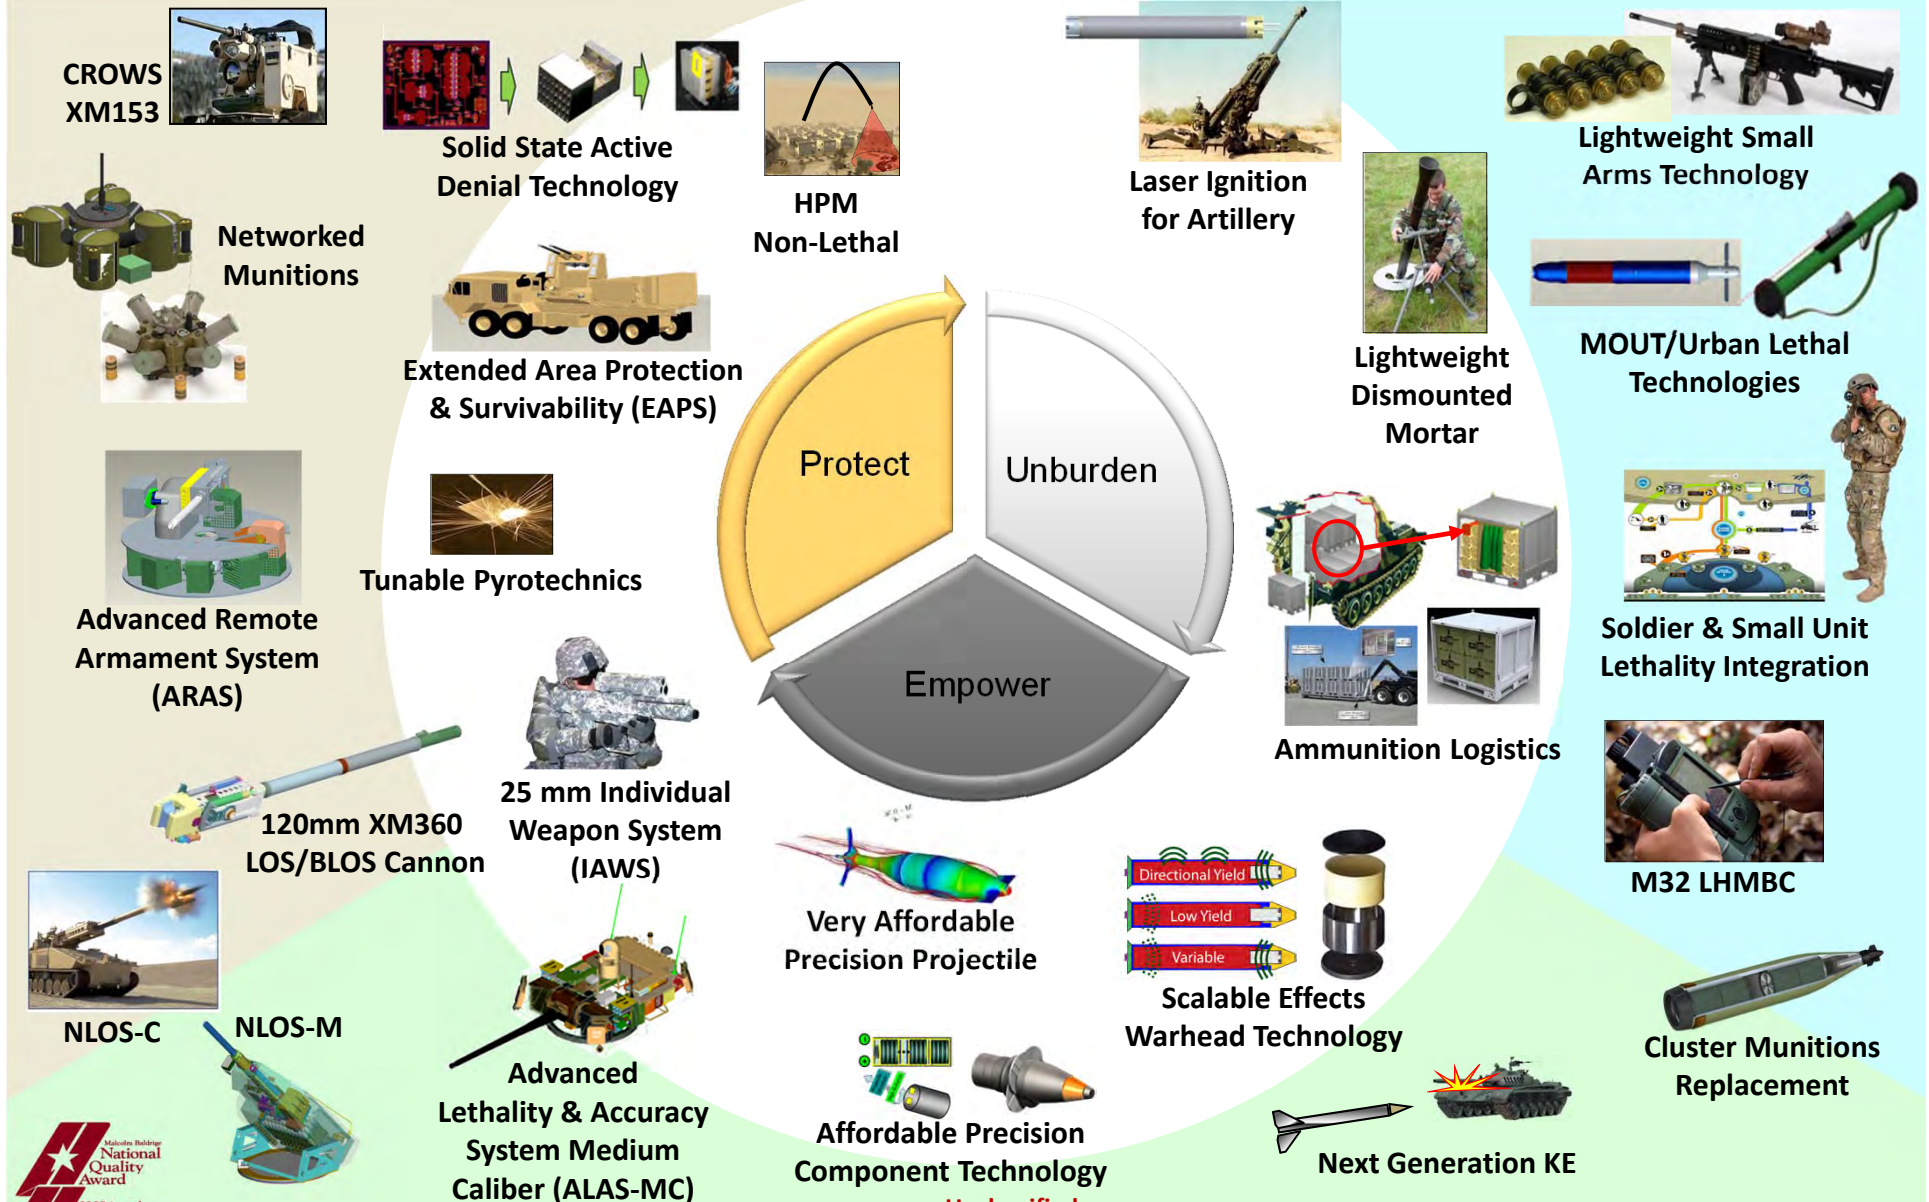 CROWS
XM153
Solid State Active
Denial Technology
HPM
Non-Lethal
Laser Ignition
for Artillery
Lightweight Small
Arms Technology
Networked
Munitions
Extended Area Protection
& Survivability (EAPS)
Lightweight
Dismounted
Mortar
MOUT/Urban Lethal
Technologies
Protect
Unburden
Empower
Tunable Pyrotechnics
Advanced Remote
Armament System
(ARAS)
Soldier & Small Unit
Lethality Integration
Ammunition Logistics
25 mm Individual
Weapon System
(IAWS)
120mm XM360
LOS/BLOS Cannon
M32 LHMBC
Very Affordable
Precision Projectile
Directional Yield
Low Yield
Variable
Scalable Effects
Warhead Technology
NLOS-C
NLOS-M
Advanced
Lethality & Accuracy
System Medium
Caliber (ALAS-MC)
Affordable Precision
Component Technology
Next Generation KE
Cluster Munitions
Replacement
Malcolm Baldrige
National
Quality
Award